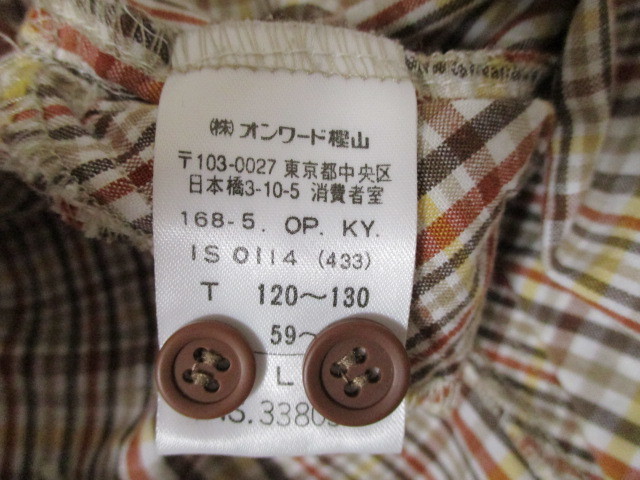 (株)オンワード樫山
〒103-0027 東京都中央区
日本橋3-10-5 消費者室
168-5. OP. KY.
IS 0114 (433)
T 120〜130
59〜
L